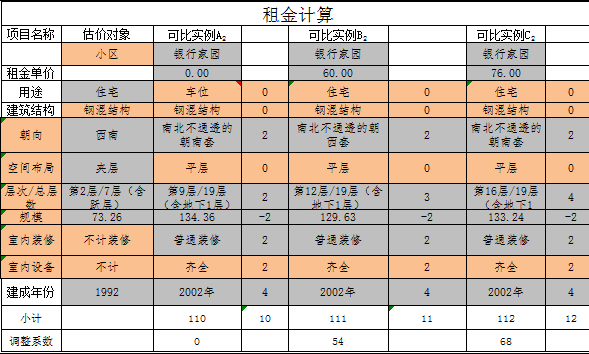 租金计算
项目名称 估价对象 可比实例A₂ 可比实例B₂ 可比实例C₂
小区 银行家园 银行家园 银行家园
租金单价 0.00 60.00 76.00
用途 住宅 车位 0 住宅 0 住宅 0
建筑结构 钢混结构 钢混结构 0 钢混结构 0 钢混结构 0
朝向 西南 南北不通透的朝南套 2 南北不通透的朝西套 2 南北不通透的朝南套 2
空间布局 夹层 平层 0 平层 0 平层 0
层次/总层数 第2层/7层（含所层） 第9层/19层（含地下1层） 2 第12层/19层（含地下1层） 3 第16层/19层（含地下1 4
规模 73.26 134.36 -2 129.63 -2 133.24 -2
室内装修 不计装修 普通装修 2 普通装修 2 普通装修 2
室内设备 不计 齐全 2 齐全 2 齐全 2
建成年份 1992 2002年 4 2002年 4 2002年 4
小计 110 10 111 11 112 12
调整系数 0 54 68